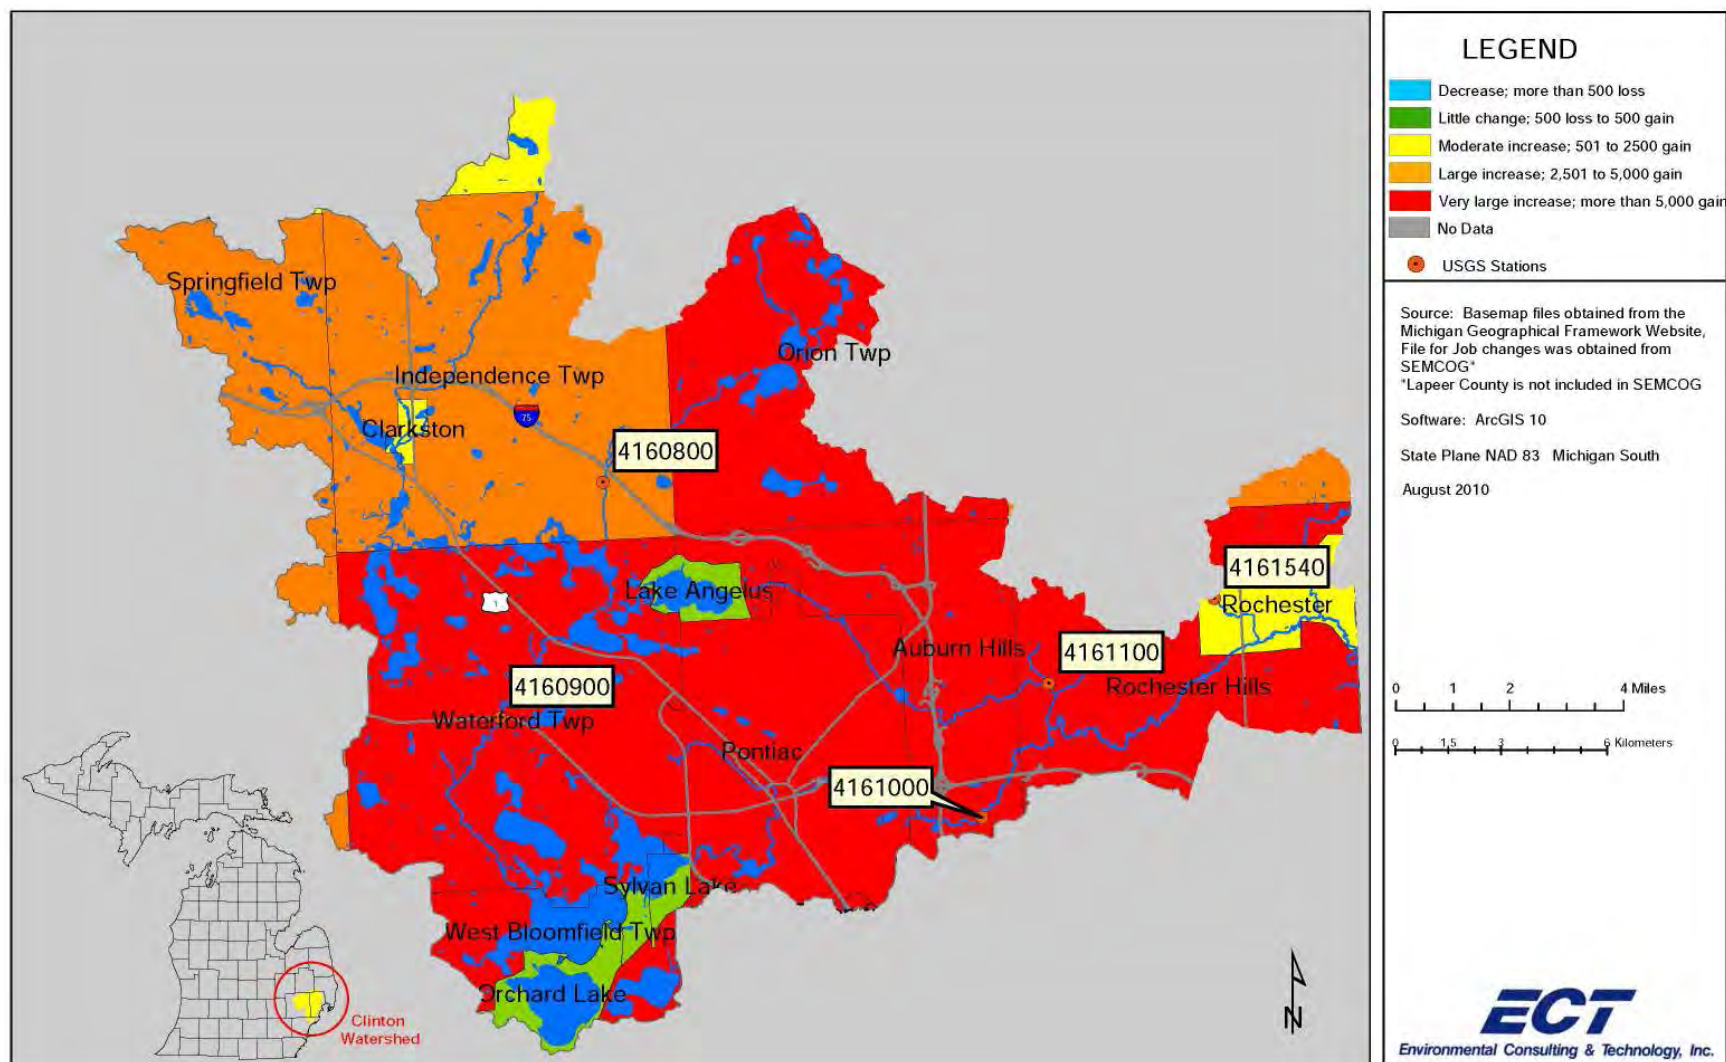 Springfield Twp
Orion Twp
Independence Twp
75
Clarkston
4160800
4161540
Lake Angelus
1
Rochester
Auburn Hills
4161100
4160900
Rochester Hills
Waterford Twp
Pontiac
4161000
Sylvan Lake
West Bloomfield Twp
Orchard Lake
Clinton
Watershed
N
LEGEND
Decrease; more than 500 loss
Little change; 500 loss to 500 gain
Moderate increase; 501 to 2500 gain
Large increase; 2,501 to 5,000 gain
Very large increase; more than 5,000 gain
No Data
USGS Stations
Source: Basemap files obtained from the
Michigan Geographical Framework Website,
File for Job changes was obtained from
SEMCOG*
*Lapeer County is not included in SEMCOG
Software: ArcGIS 10
State Plane NAD 83 Michigan South
August 2010
0 1 2 4 Miles
0 1.5 3 6 Kilometers
ECT
Environmental Consulting & Technology, Inc.